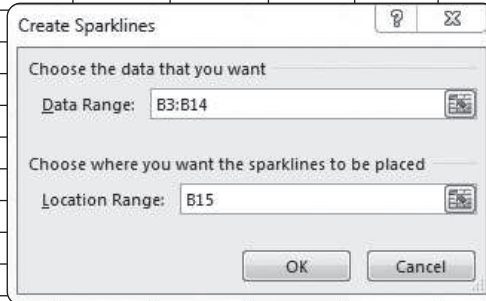 Create Sparklines
Choose the data that you want
Data Range: B3:B14
Choose where you want the sparklines to be placed
Location Range: B15
OK Cancel